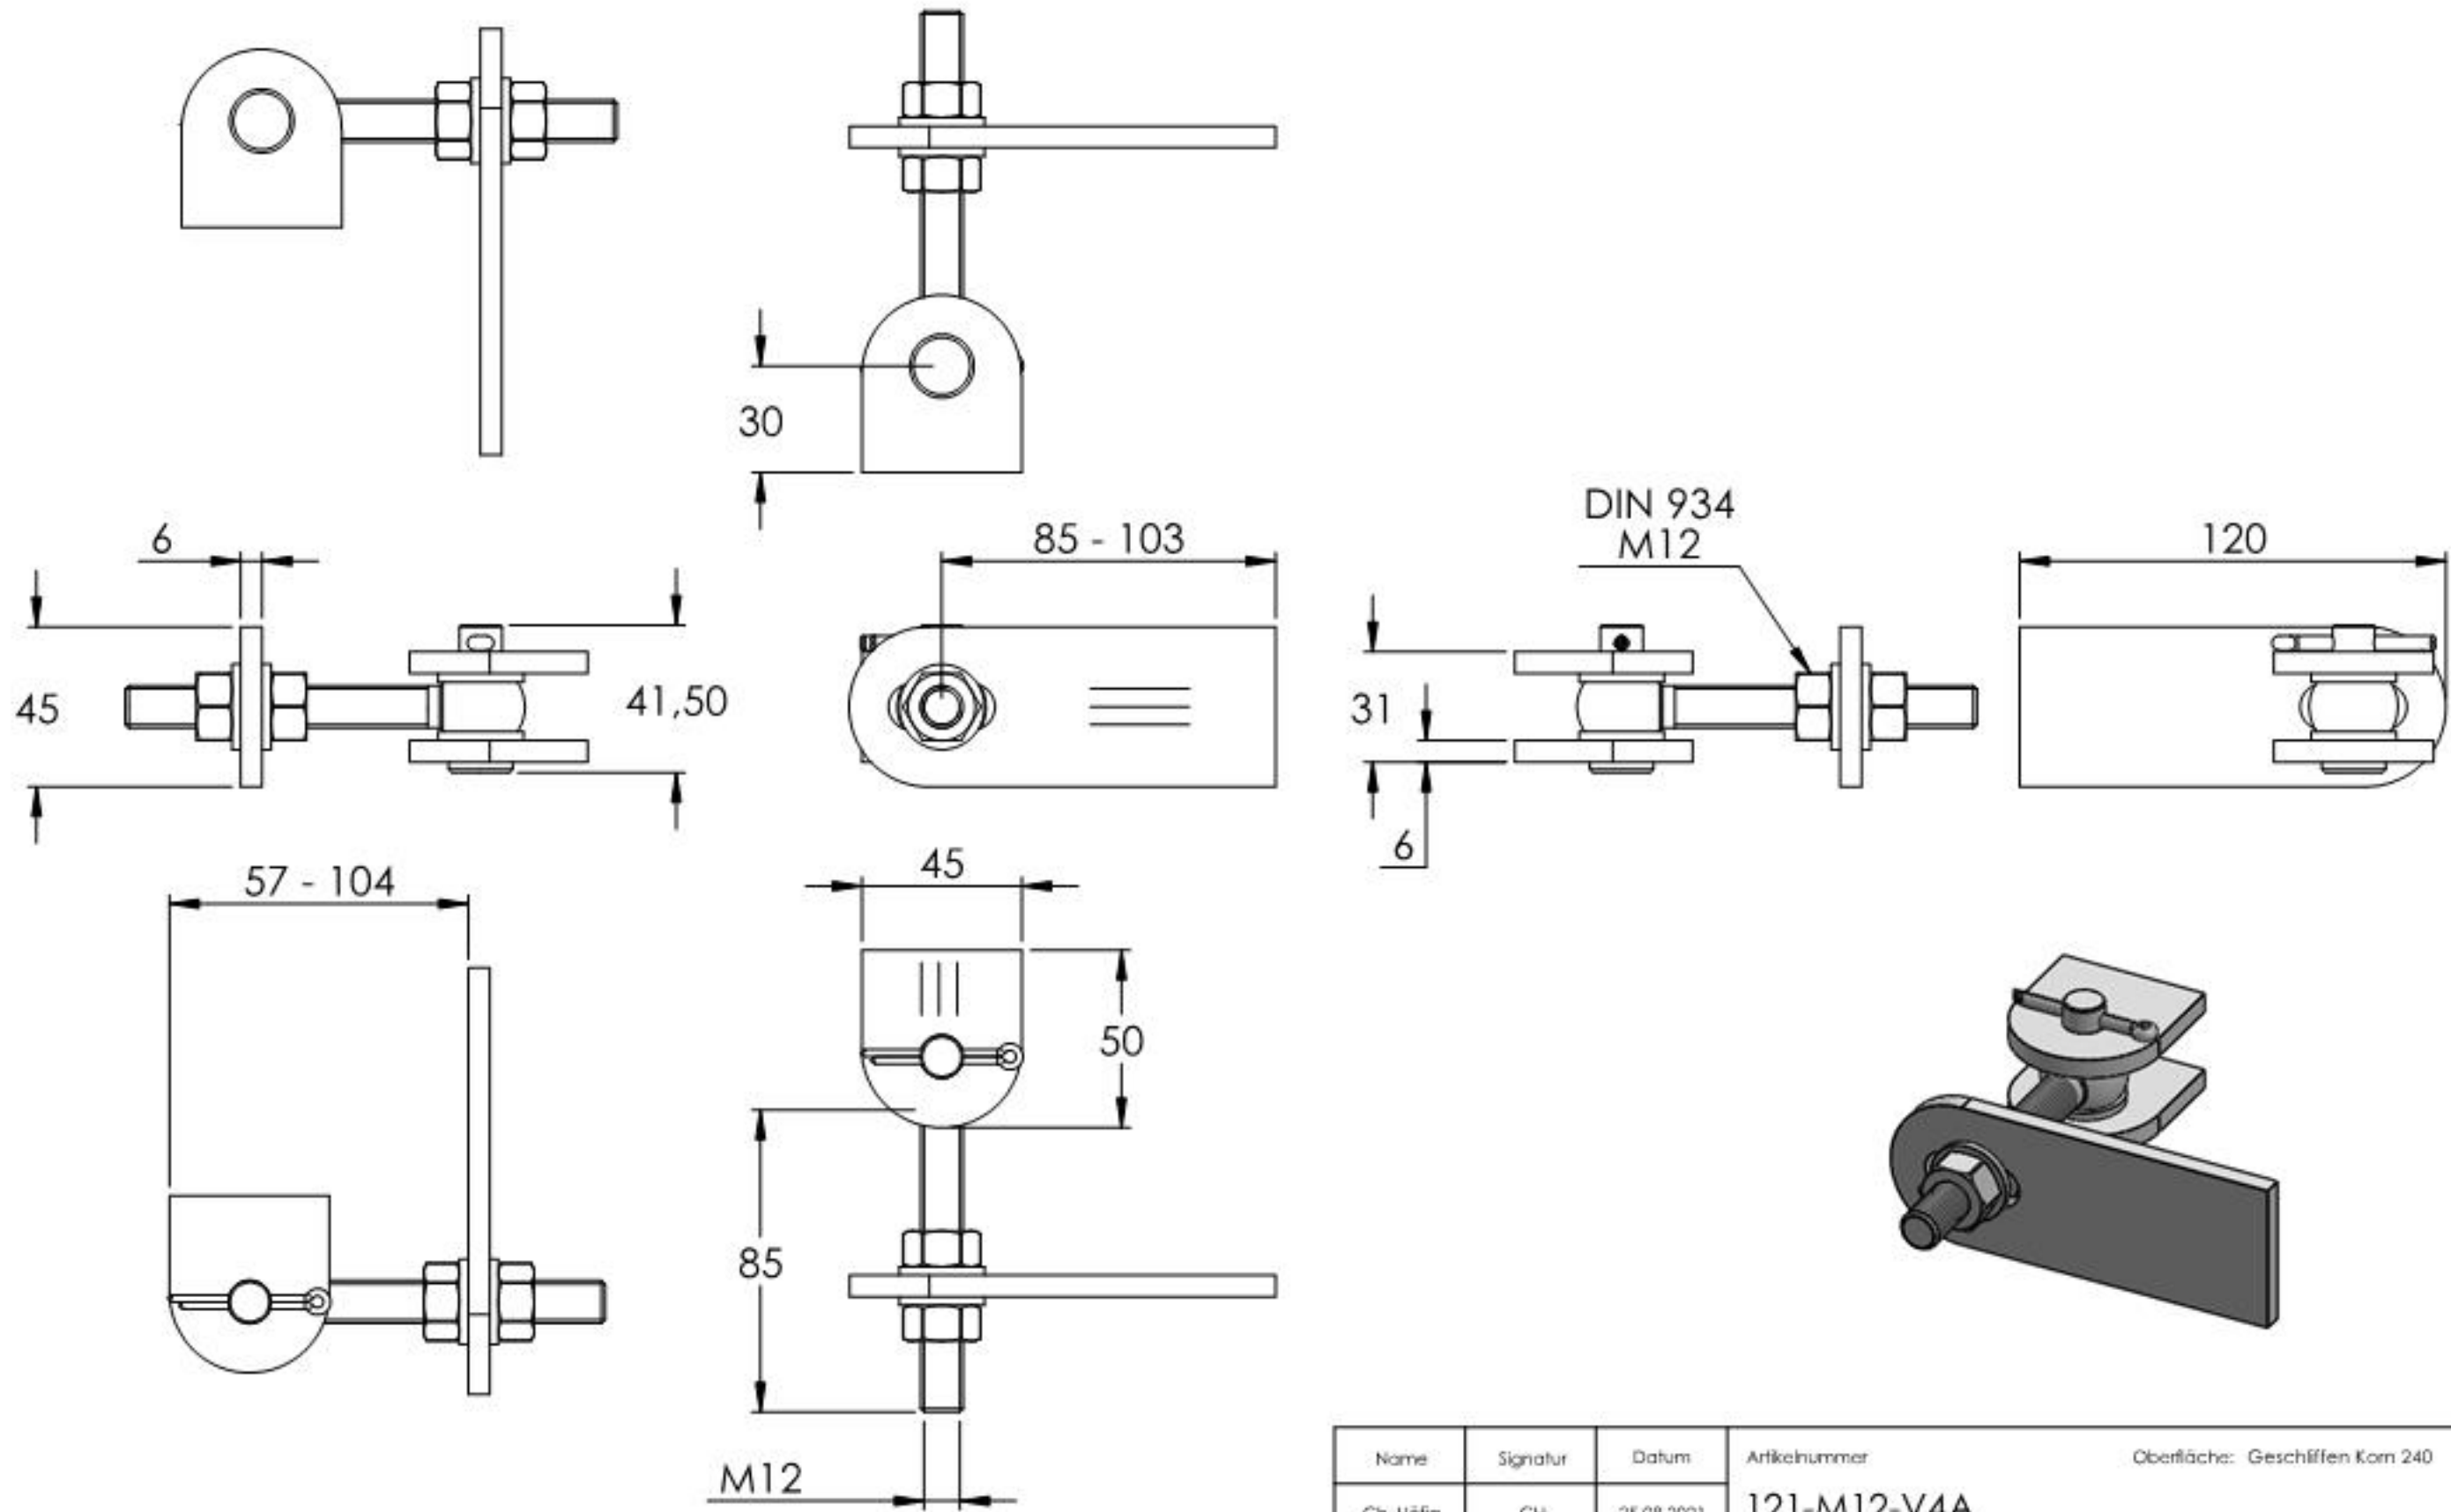 30
6
85 - 103
DIN 934
M12
120
45
41,50
31
6
57 - 104
45
50
85
M12
Name
Signatur
Datum
Artikelnummer
Oberfläche: Geschliffen Korn 240
121-M12-V4A